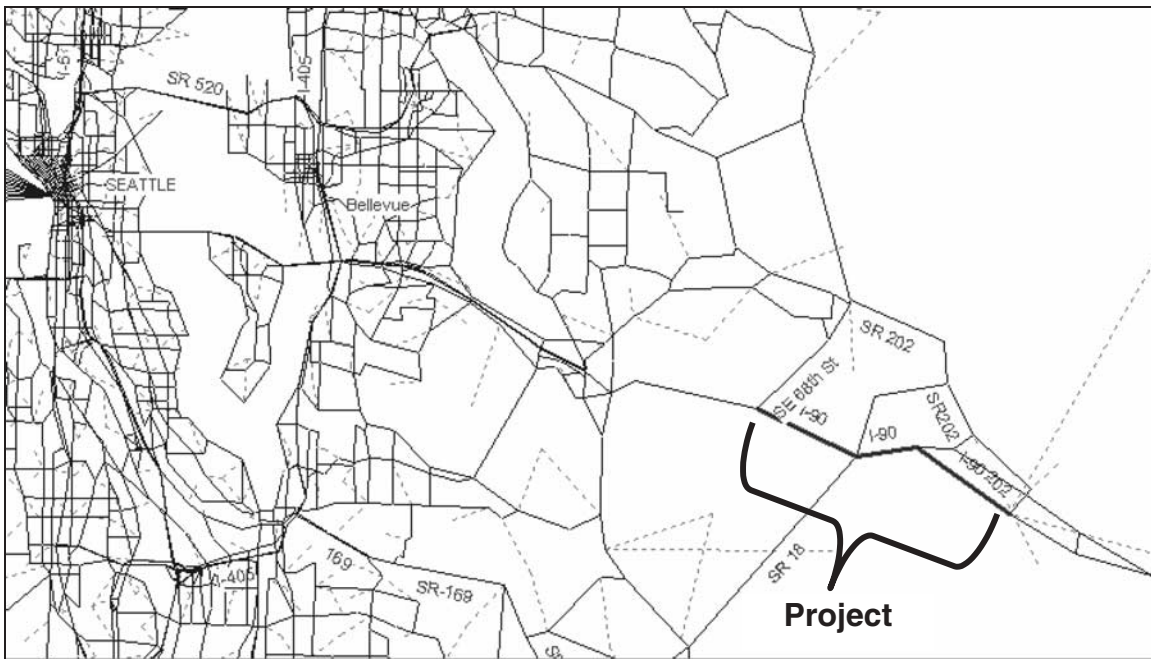 I-5
SR 520
I-405
SEATTLE
Bellevue
SR 202
SE 68th St
I-90
I-90
SR202
I-90 202
SR 18
I-405
169
SR-169
Project